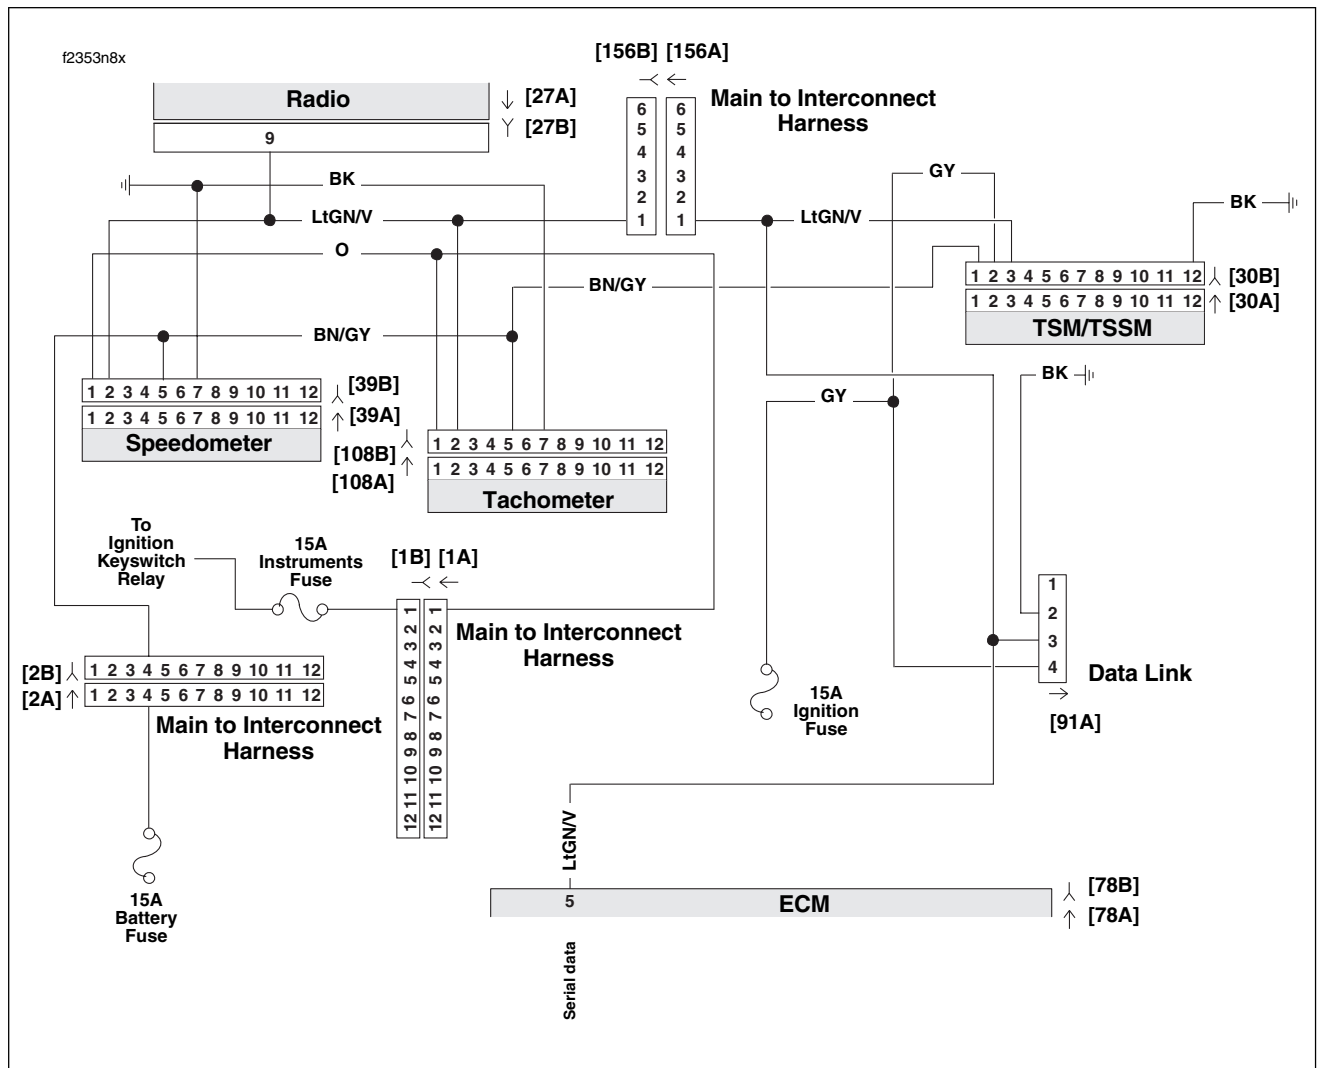 f2353n8x
[156B] [156A]
Radio
[27A]
[27B]
9
6 6
5 5
4 4
3 3
2 2
1 1
Main to Interconnect
Harness
BK
LtGN/V
O
BN/GY
BN/GY
GY
LtGN/V
BK
1 2 3 4 5 6 7 8 9 10 11 12
[30B]
1 2 3 4 5 6 7 8 9 10 11 12
[30A]
TSM/TSSM
1 2 3 4 5 6 7 8 9 10 11 12
[39B]
1 2 3 4 5 6 7 8 9 10 11 12
[39A]
Speedometer
[108B]
1 2 3 4 5 6 7 8 9 10 11 12
[108A]
1 2 3 4 5 6 7 8 9 10 11 12
Tachometer
BK
GY
To
Ignition
Keyswitch
Relay
15A
Instruments
Fuse
[1B] [1A]
1 2 3 4 5 6 7 8 9 10 11 12
1 2 3 4 5 6 7 8 9 10 11 12
Main to Interconnect
Harness
[2B]
1 2 3 4 5 6 7 8 9 10 11 12
[2A]
1 2 3 4 5 6 7 8 9 10 11 12
Main to Interconnect
Harness
15A
Ignition
Fuse
1
2
3
4
Data Link
[91A]
15A
Battery
Fuse
LtGN/V
5
ECM
[78B]
[78A]
Serial data